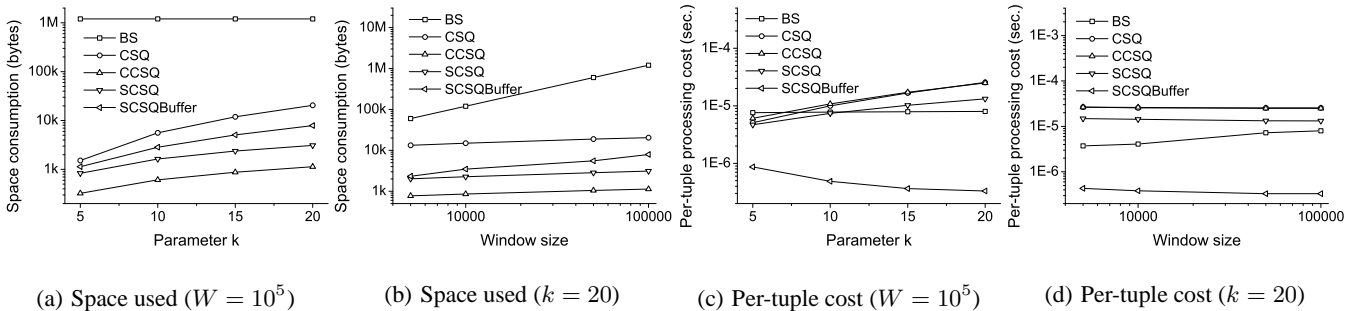 Space consumption (bytes)
1M
100k
10k
1k
BS
CSQ
CCSQ
SCSQ
SCSQBuffer
5 10 15 20
Parameter k
(a) Space used (W = 10^5)
Space consumption (bytes)
10M
1M
100k
10k
1k
BS
CSQ
CCSQ
SCSQ
SCSQBuffer
10000 100000
Window size
(b) Space used (k = 20)
Per-tuple processing cost (sec.)
1E-4
1E-5
1E-6
BS
CSQ
CCSQ
SCSQ
SCSQBuffer
5 10 15 20
Parameter k
(c) Per-tuple cost (W = 10^5)
Per-tuple processing cost (sec.)
1E-3
1E-4
1E-5
1E-6
BS
CSQ
CCSQ
SCSQ
SCSQBuffer
10000 100000
Window size
(d) Per-tuple cost (k = 20)